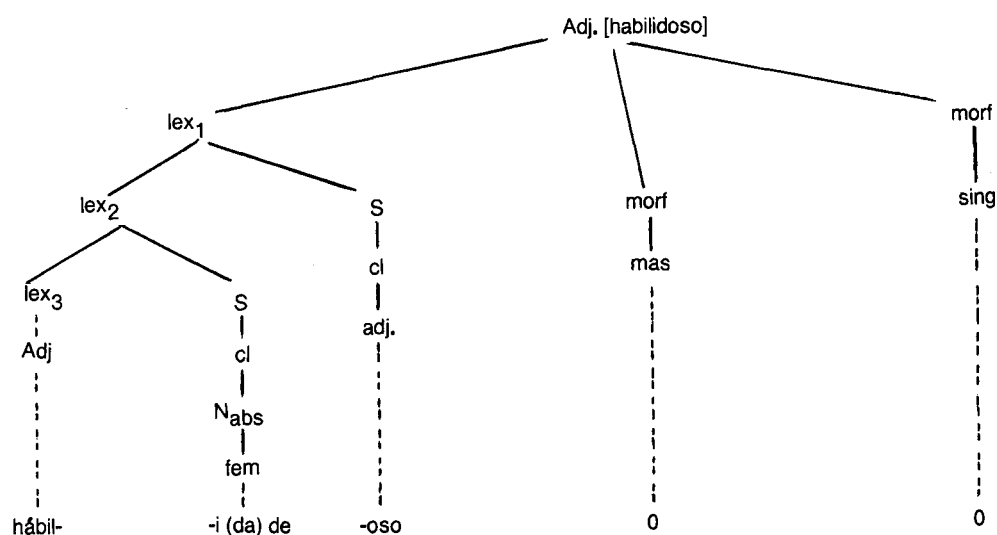 Adj. [habilidoso]
lex1 morf
lex2 S morf sing
lex3 S cl mas
Adj cl adj.
Nabs
fem
hábil- -i (da) de -oso 0 0